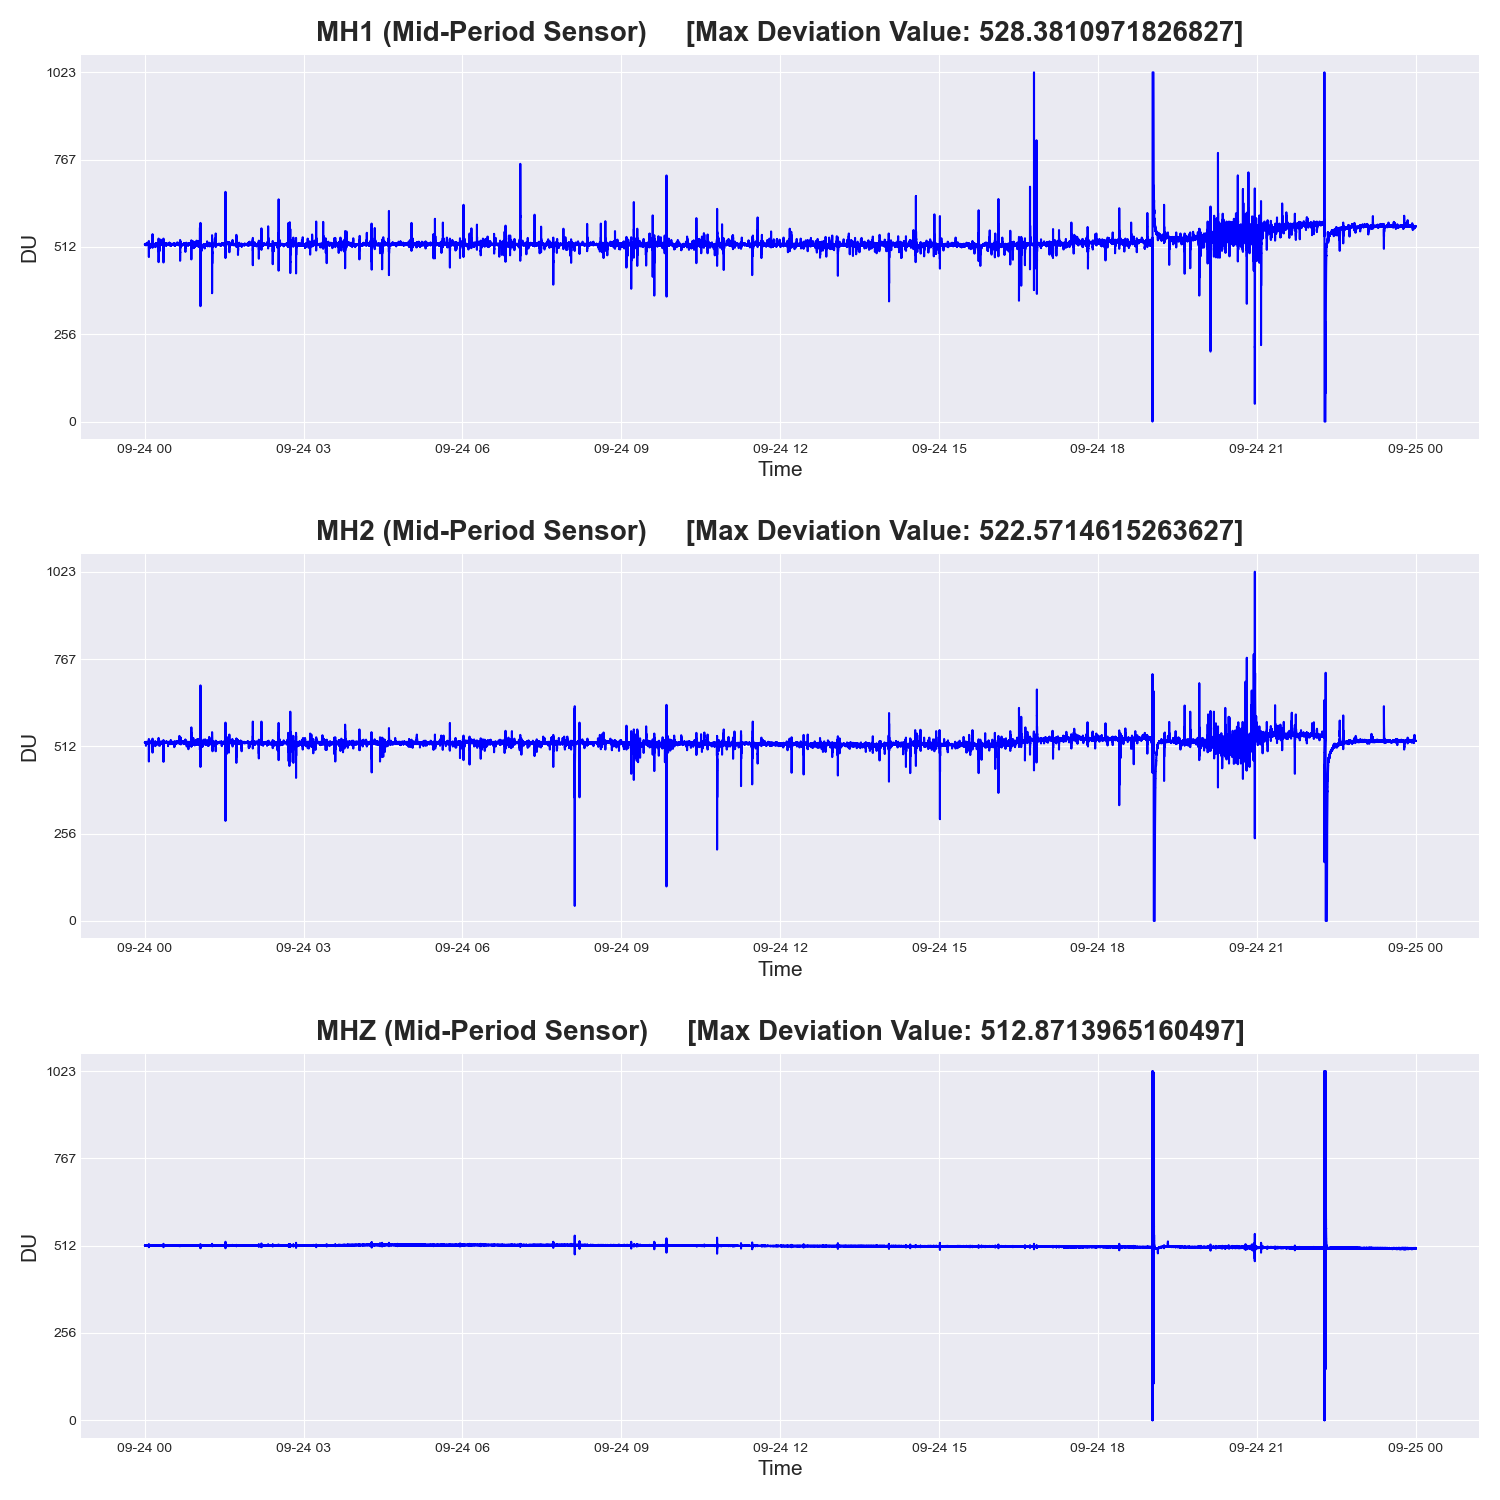 MH1 (Mid-Period Sensor) [Max Deviation Value: 528.3810971826827]
1023
767
512
256
0
DU
09-24 00 09-24 03 09-24 06 09-24 09 09-24 12 09-24 15 09-24 18 09-24 21 09-25 00
Time
MH2 (Mid-Period Sensor) [Max Deviation Value: 522.5714615263627]
1023
767
512
256
0
DU
09-24 00 09-24 03 09-24 06 09-24 09 09-24 12 09-24 15 09-24 18 09-24 21 09-25 00
Time
MHZ (Mid-Period Sensor) [Max Deviation Value: 512.8713965160497]
1023
767
512
256
0
DU
09-24 00 09-24 03 09-24 06 09-24 09 09-24 12 09-24 15 09-24 18 09-24 21 09-25 00
Time